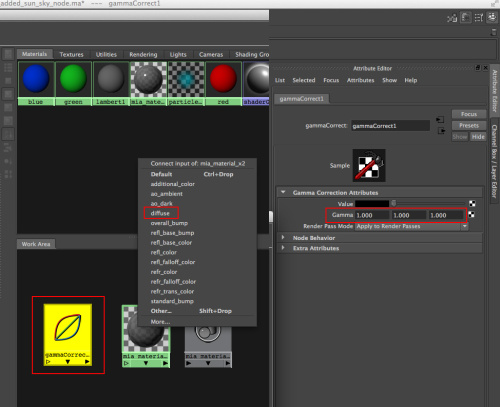 added_sun_sky_node.ma* - gammaCorrect1
Materials Textures Utilities Rendering Lights Cameras Shading Gro
blue green lambert1 mia_mate... particle... red shaderG
Connect input of: mia_material_x2
Default Ctrl+Drop
additional_color
ao_ambient
ao_dark
diffuse
overall_bump
refl_base_bump
refl_base_color
refl_color
refl_falloff_color
refr_color
refr_falloff_color
refr_trans_color
standard_bump
Other... Shift+Drop
More...
Work Area
gammaCorrec...
mia_materia...
mia_materia...
Attribute Editor
List Selected Focus Attributes Show Help
gammaCorrect1
Focus
Presets
Show Hide
gammaCorrect: gammaCorrect1
Sample
Gamma Correction Attributes
Value
Gamma 1.000 1.000 1.000
Render Pass Mode Apply to Render Passes
Node Behavior
Extra Attributes
Attribute Editor
Channel Box / Layer Editor